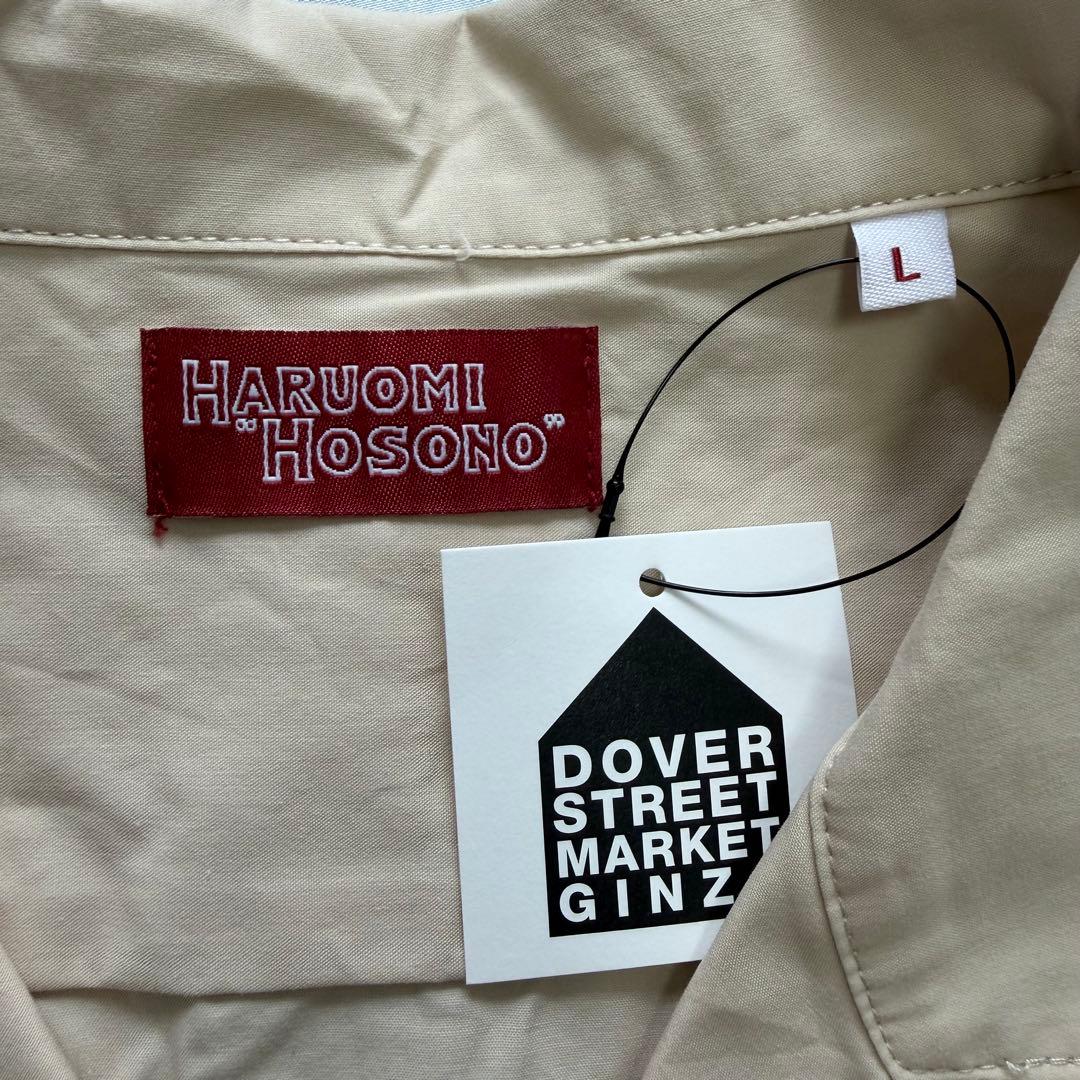 HARUOMI
"HOSONO"
L
DOVER
STREET
MARKET
GINZ